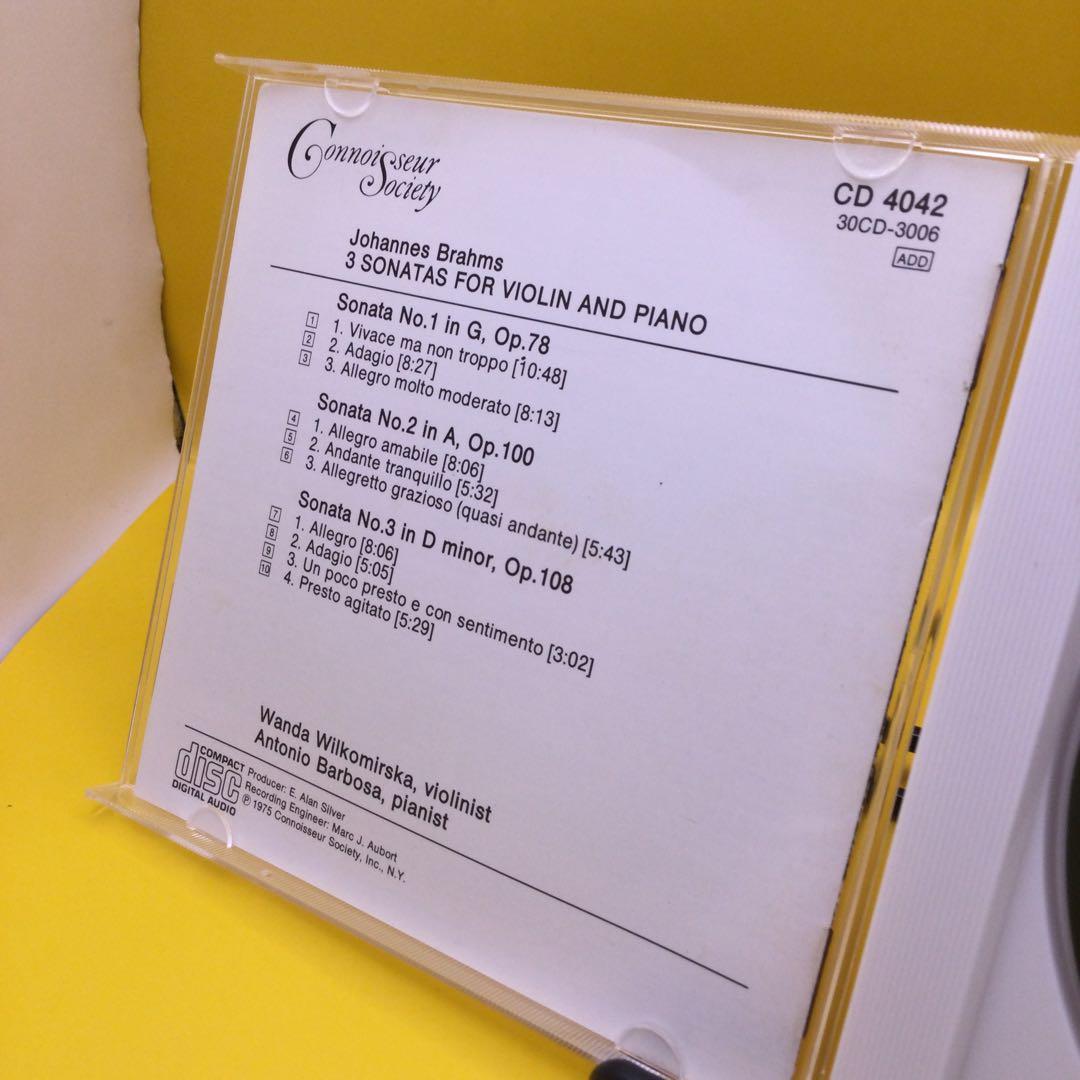 Connoisseur
Society
CD 4042
30CD-3006
ADD
Johannes Brahms
3 SONATAS FOR VIOLIN AND PIANO
Sonata No.1 in G, Op.78
1 1. Vivace ma non troppo [10:48]
2 2. Adagio [8:27]
3 3. Allegro molto moderato [8:13]
Sonata No.2 in A, Op.100
4 1. Allegro amabile [8:06]
5 2. Andante tranquillo [5:32]
6 3. Allegretto grazioso (quasi andante) [5:43]
Sonata No.3 in D minor, Op.108
7 1. Allegro [8:06]
8 2. Adagio [5:05]
9 3. Un poco presto e con sentimento [3:02]
10 4. Presto agitato [5:29]
Wanda Wilkomirska, violinist
Antonio Barbosa, pianist
COMPACT
disc
DIGITAL AUDIO
Producer: E. Alan Silver
Recording Engineer: Marc J. Aubort
℗ 1975 Connoisseur Society, Inc., N.Y.